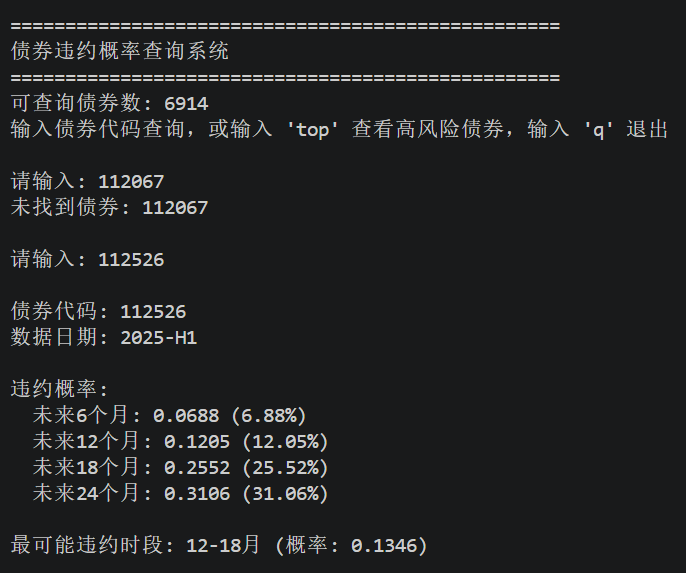 ==================================================
债券违约概率查询系统
==================================================
可查询债券数: 6914
输入债券代码查询，或输入 'top' 查看高风险债券，输入 'q' 退出
请输入: 112067
未找到债券: 112067
请输入: 112526
债券代码: 112526
数据日期: 2025-H1
违约概率:
未来6个月: 0.0688 (6.88%)
未来12个月: 0.1205 (12.05%)
未来18个月: 0.2552 (25.52%)
未来24个月: 0.3106 (31.06%)
最可能违约时段: 12-18月 (概率: 0.1346)